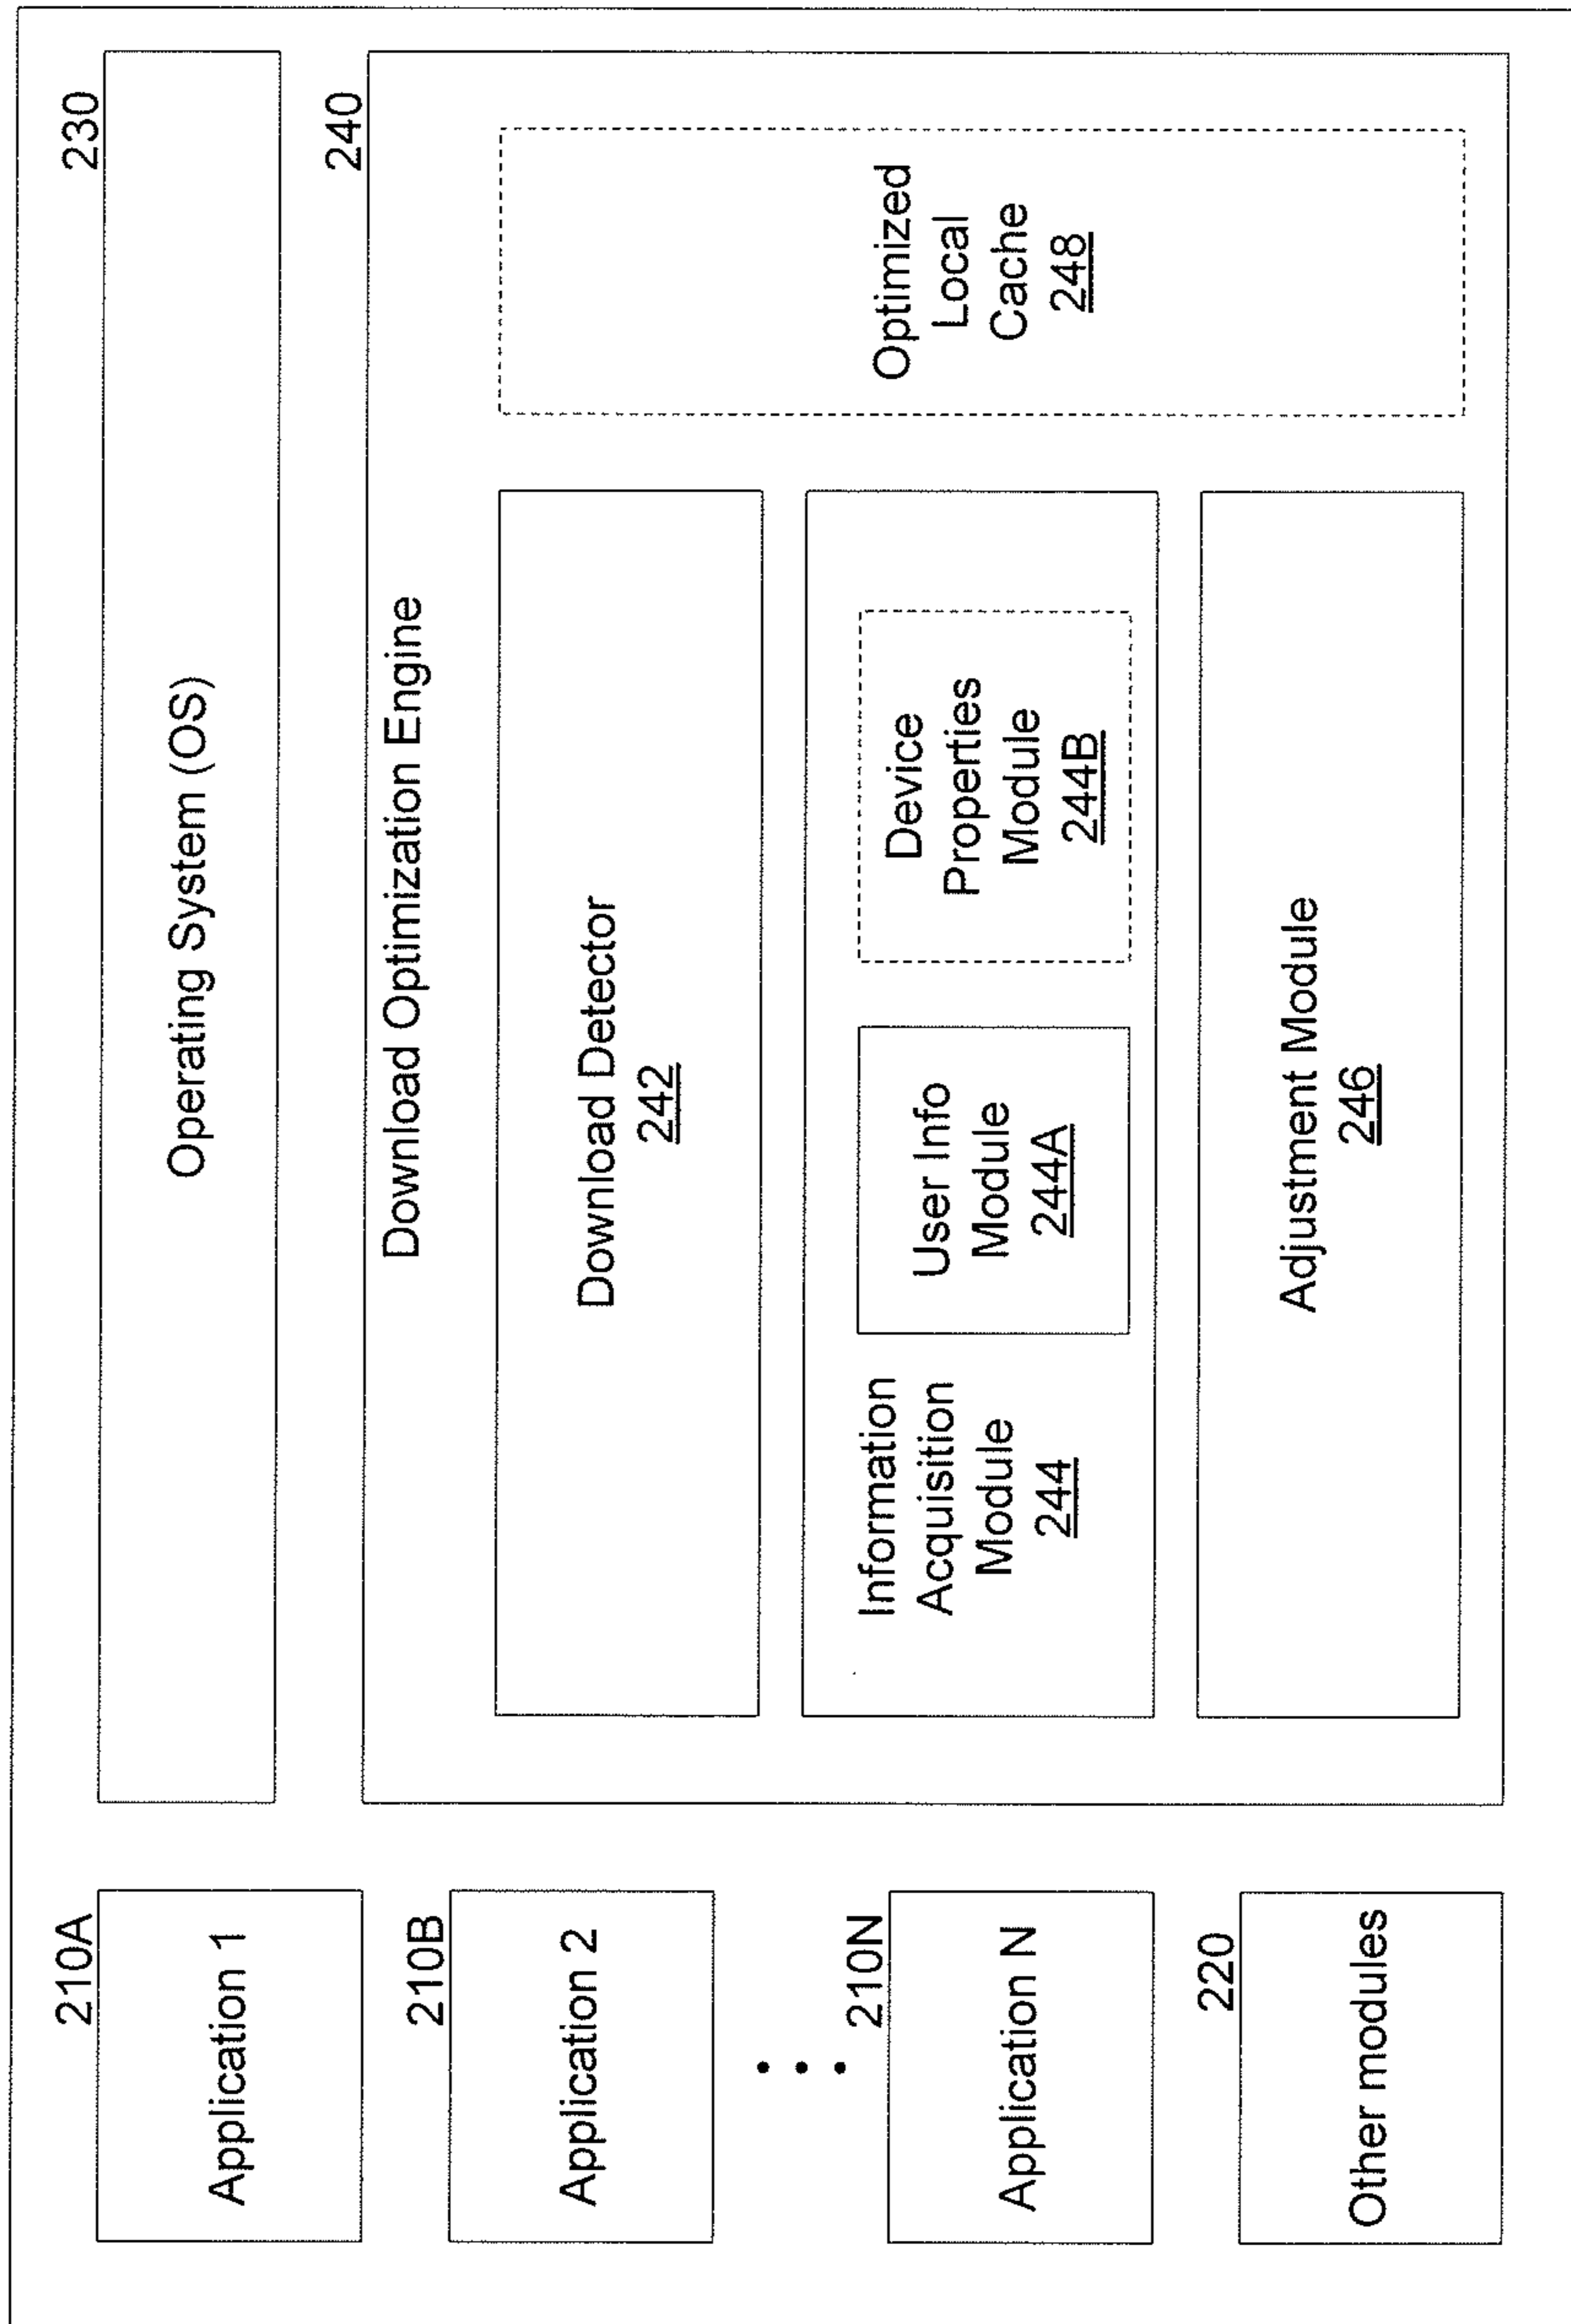 210A
Application 1
210B
Application 2
210N
Application N
220
Other modules
230
Operating System (OS)
240
Download Optimization Engine
Download Detector
242
Information
Acquisition
Module
244
User Info
Module
244A
Device
Properties
Module
244B
Adjustment Module
246
Optimized
Local
Cache
248